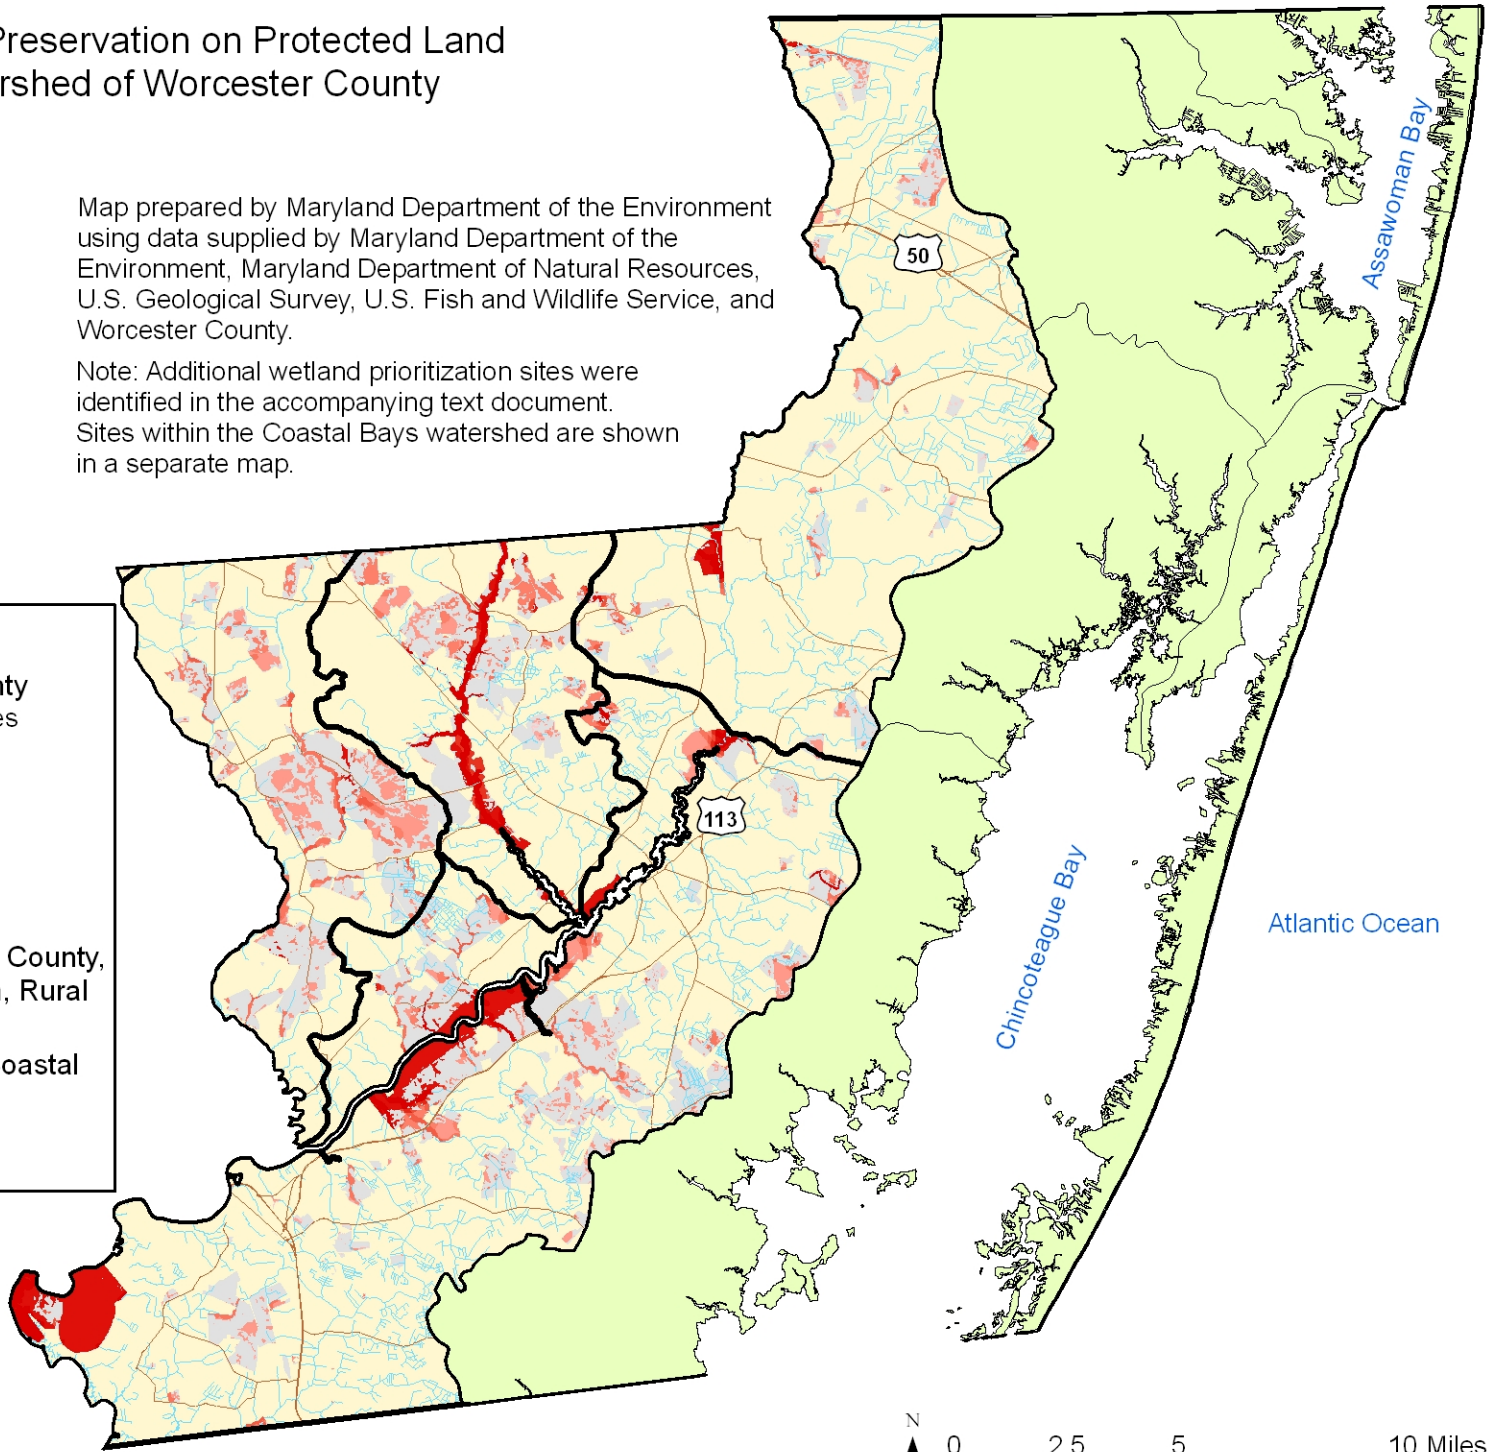 Preservation on Protected Land
rshed of Worcester County
Map prepared by Maryland Department of the Environment
using data supplied by Maryland Department of the
Environment, Maryland Department of Natural Resources,
U.S. Geological Survey, U.S. Fish and Wildlife Service, and
Worcester County.
Note: Additional wetland prioritization sites were
identified in the accompanying text document.
Sites within the Coastal Bays watershed are shown
in a separate map.
50
Assawoman Bay
nty
es
113
County,
, Rural
oastal
Chincoteague Bay
Atlantic Ocean
N
0 2.5 5 10 Miles